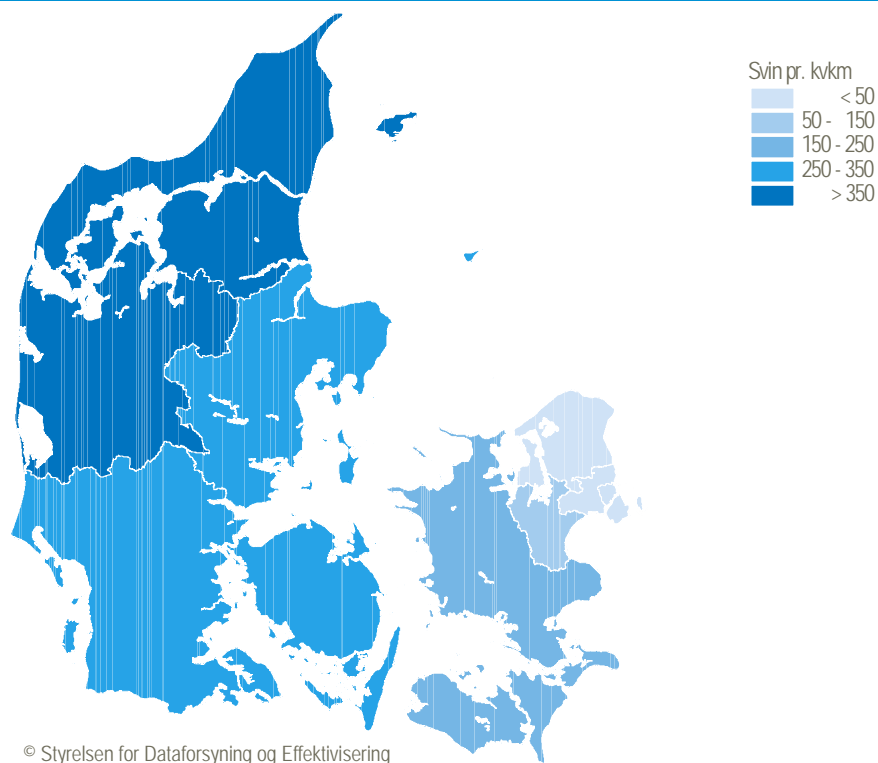 Svin pr. kvkm
< 50
50 - 150
150 - 250
250 - 350
> 350
© Styrelsen for Dataforsyning og Effektivisering